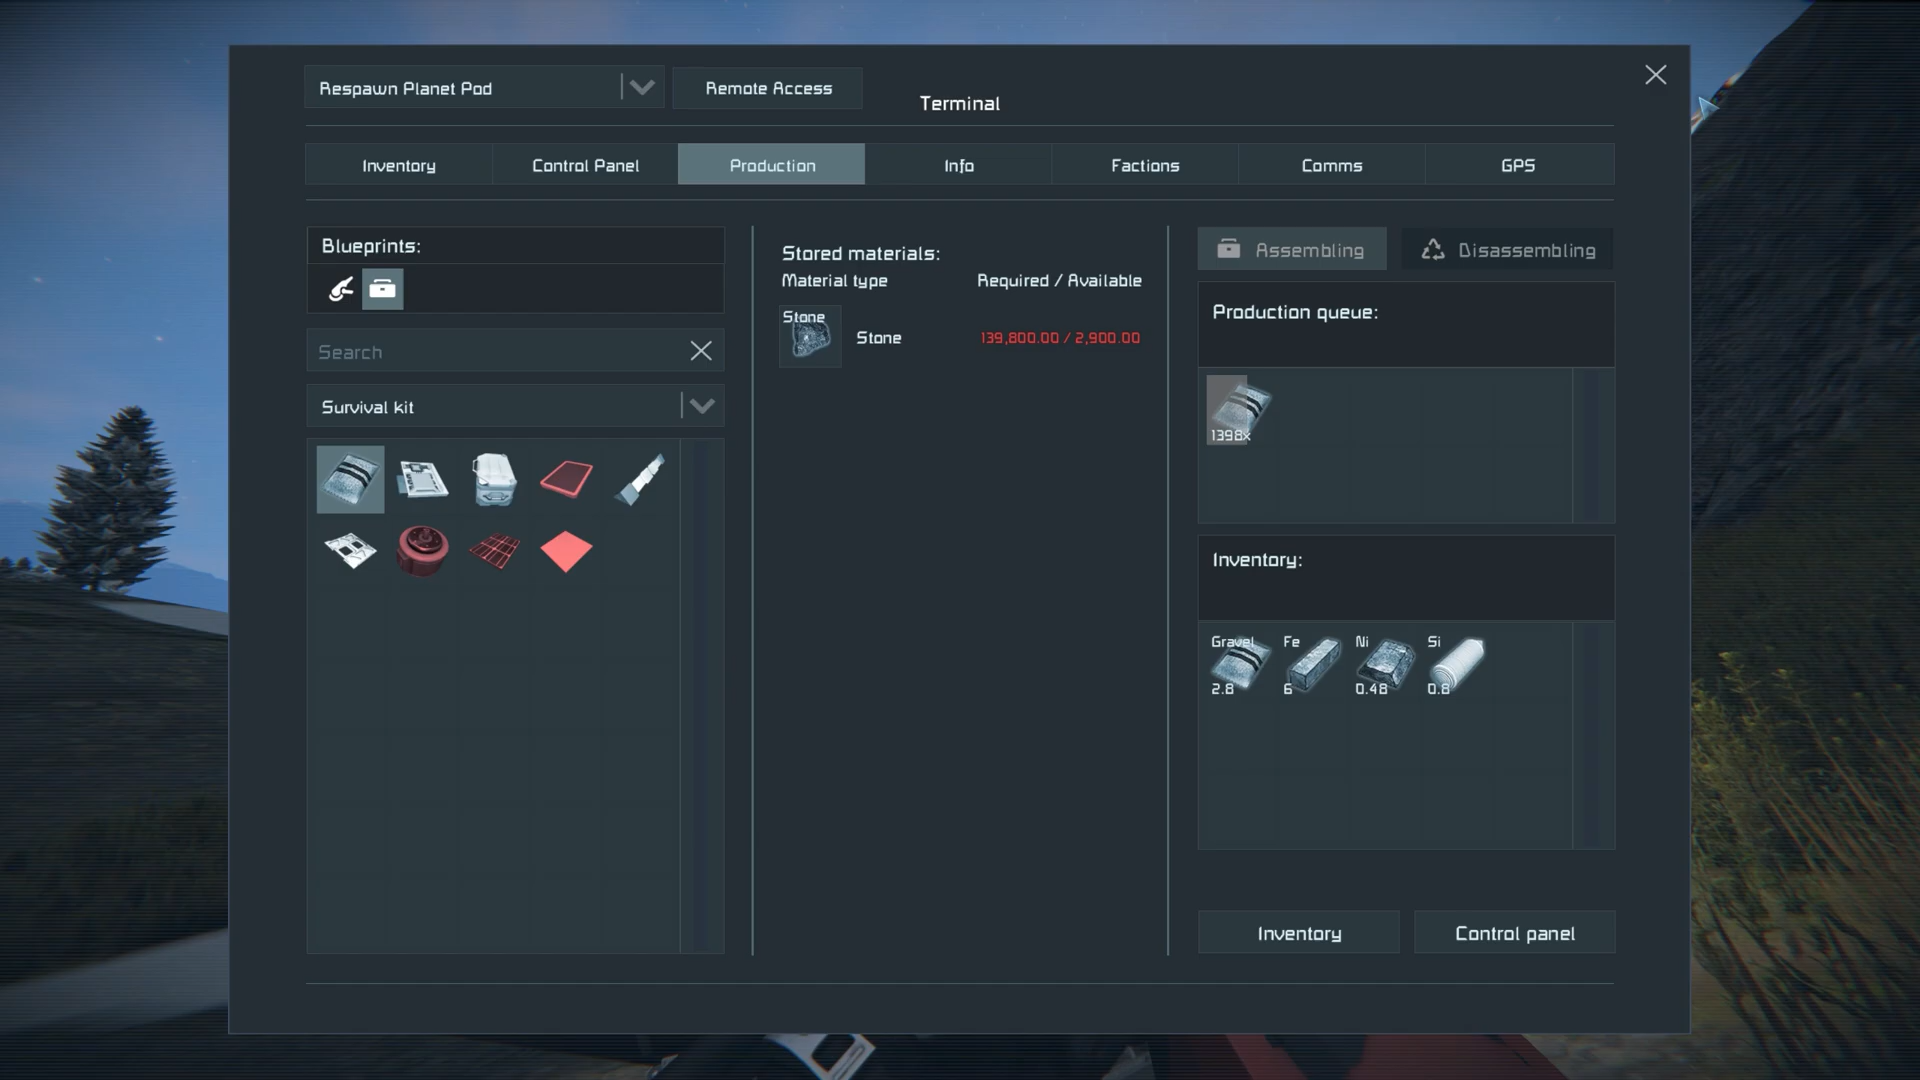 Respawn Planet Pod
Remote Access
Terminal
Inventory
Control Panel
Production
Info
Factions
Comms
GPS
Blueprints:
Search
Survival kit
Stored materials:
Material type
Required / Available
Stone
Stone
139,800.00 / 2,900.00
Assembling
Disassembling
Production queue:
1398x
Inventory:
Gravel
2.8
Fe
6
Ni
0.48
Si
0.8
Inventory
Control panel